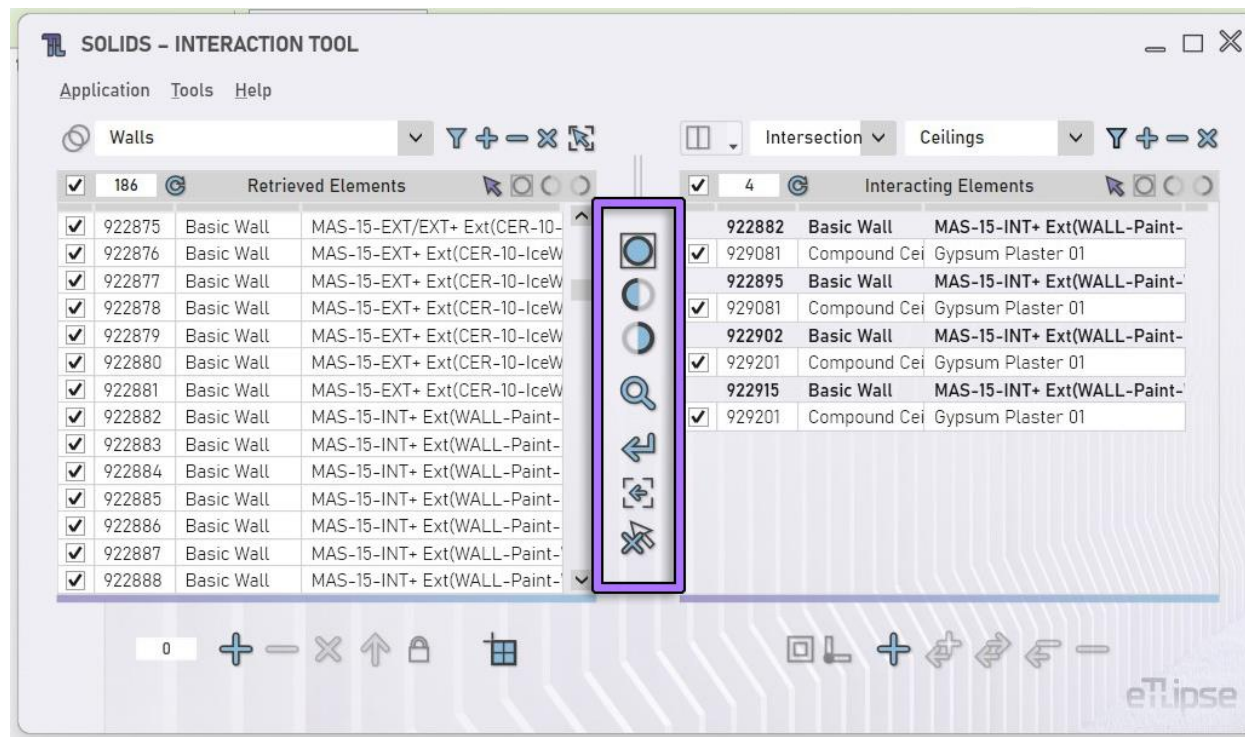 SOLIDS – INTERACTION TOOL
Application Tools Help
Walls
Intersection Ceilings
186 Retrieved Elements
4 Interacting Elements
922875 Basic Wall MAS-15-EXT/EXT+ Ext(CER-10-
922876 Basic Wall MAS-15-EXT+ Ext(CER-10-IceW
922877 Basic Wall MAS-15-EXT+ Ext(CER-10-IceW
922878 Basic Wall MAS-15-EXT+ Ext(CER-10-IceW
922879 Basic Wall MAS-15-EXT+ Ext(CER-10-IceW
922880 Basic Wall MAS-15-EXT+ Ext(CER-10-IceW
922881 Basic Wall MAS-15-EXT+ Ext(CER-10-IceW
922882 Basic Wall MAS-15-INT+ Ext(WALL-Paint-
922883 Basic Wall MAS-15-INT+ Ext(WALL-Paint-
922884 Basic Wall MAS-15-INT+ Ext(WALL-Paint-
922885 Basic Wall MAS-15-INT+ Ext(WALL-Paint-
922886 Basic Wall MAS-15-INT+ Ext(WALL-Paint-
922887 Basic Wall MAS-15-INT+ Ext(WALL-Paint-
922888 Basic Wall MAS-15-INT+ Ext(WALL-Paint-
922882 Basic Wall MAS-15-INT+ Ext(WALL-Paint-
929081 Compound Cei Gypsum Plaster 01
922895 Basic Wall MAS-15-INT+ Ext(WALL-Paint-
929081 Compound Cei Gypsum Plaster 01
922902 Basic Wall MAS-15-INT+ Ext(WALL-Paint-
929201 Compound Cei Gypsum Plaster 01
922915 Basic Wall MAS-15-INT+ Ext(WALL-Paint-
929201 Compound Cei Gypsum Plaster 01
0
eTLipse